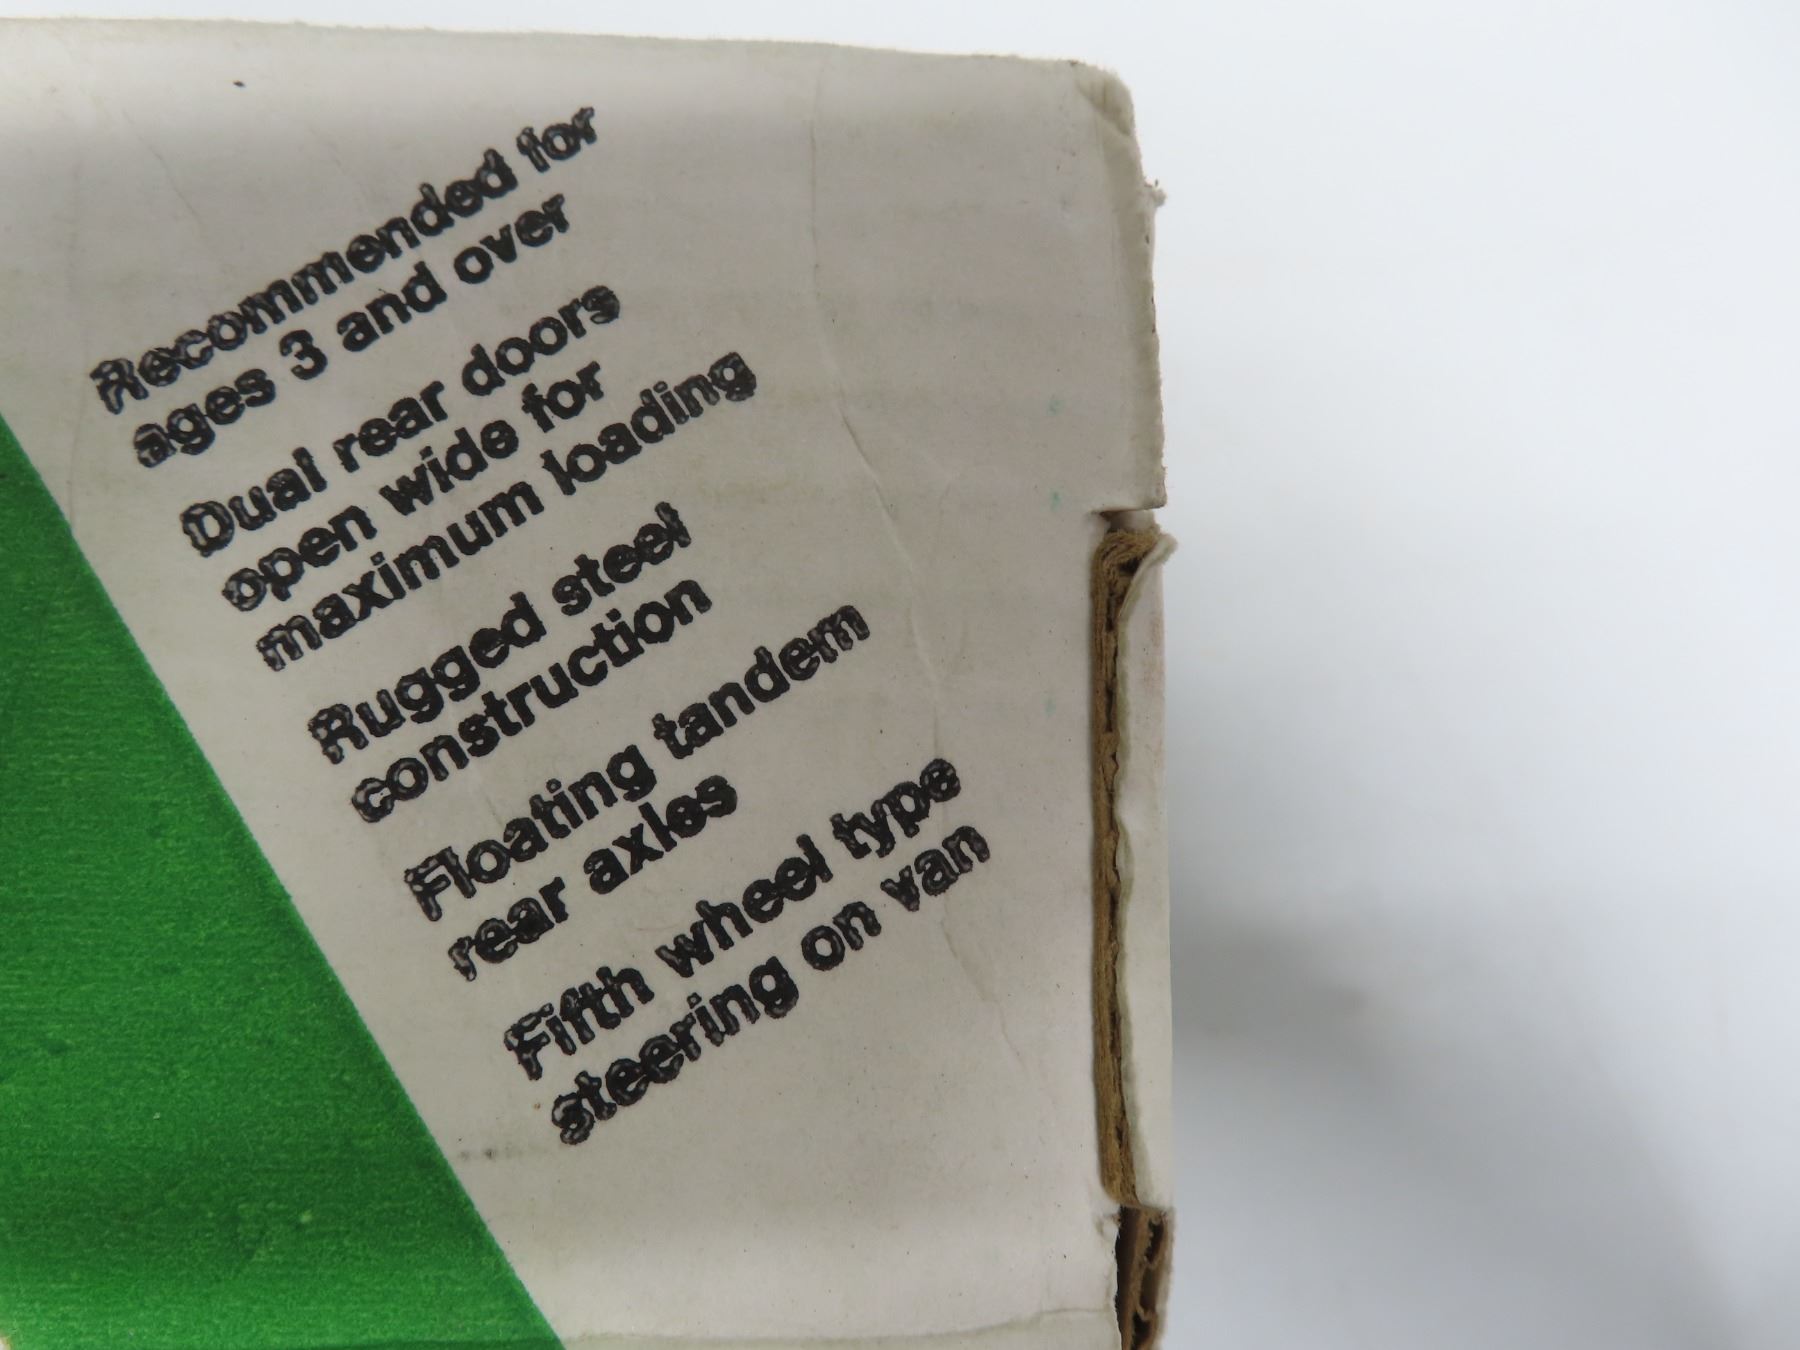 Recommended for
ages 3 and over
Dual rear doors
open wide for
maximum loading
Rugged steel
construction
Floating tandem
rear axles
Fifth wheel type
steering on van